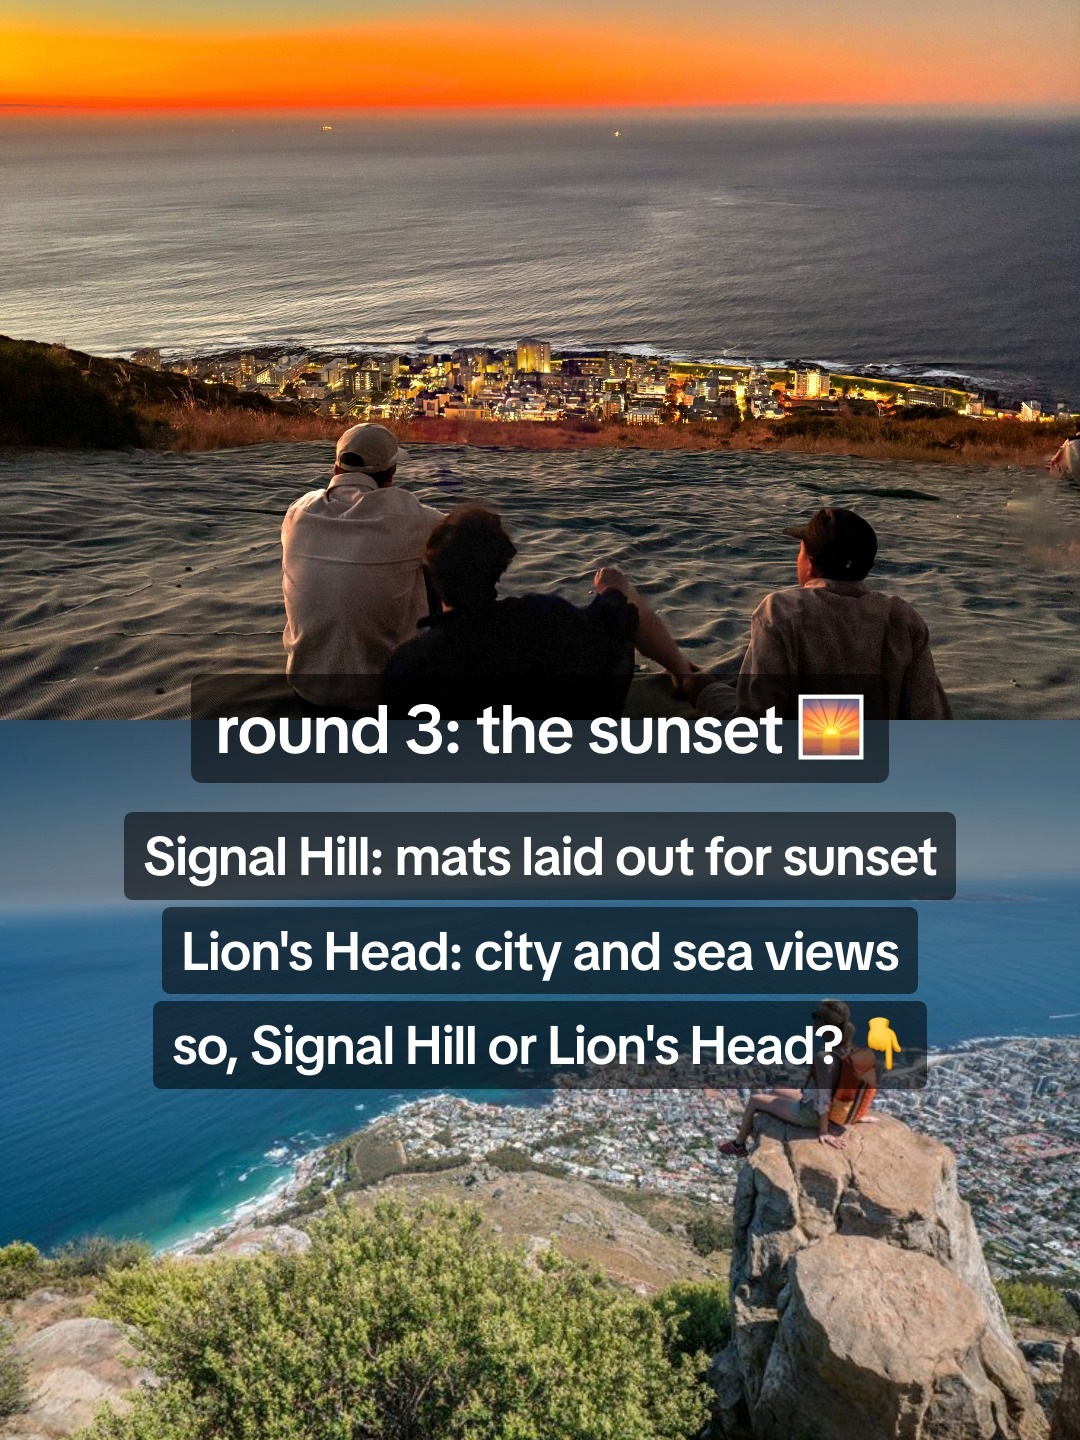 round 3: the sunset 🌅
Signal Hill: mats laid out for sunset
Lion's Head: city and sea views
so, Signal Hill or Lion's Head? 👇